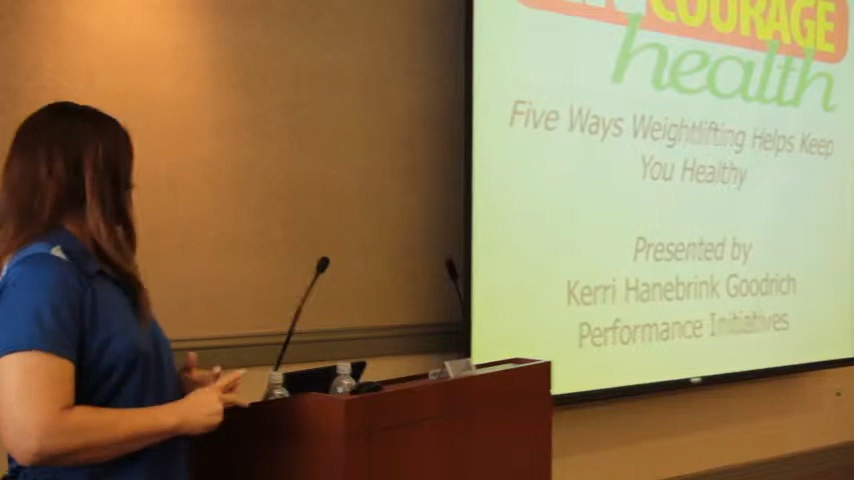 COURAGE
health
Five Ways Weightlifting Helps Keep
You Healthy
Presented by
Kerri Hanebrink Goodrich
Performance Initiatives